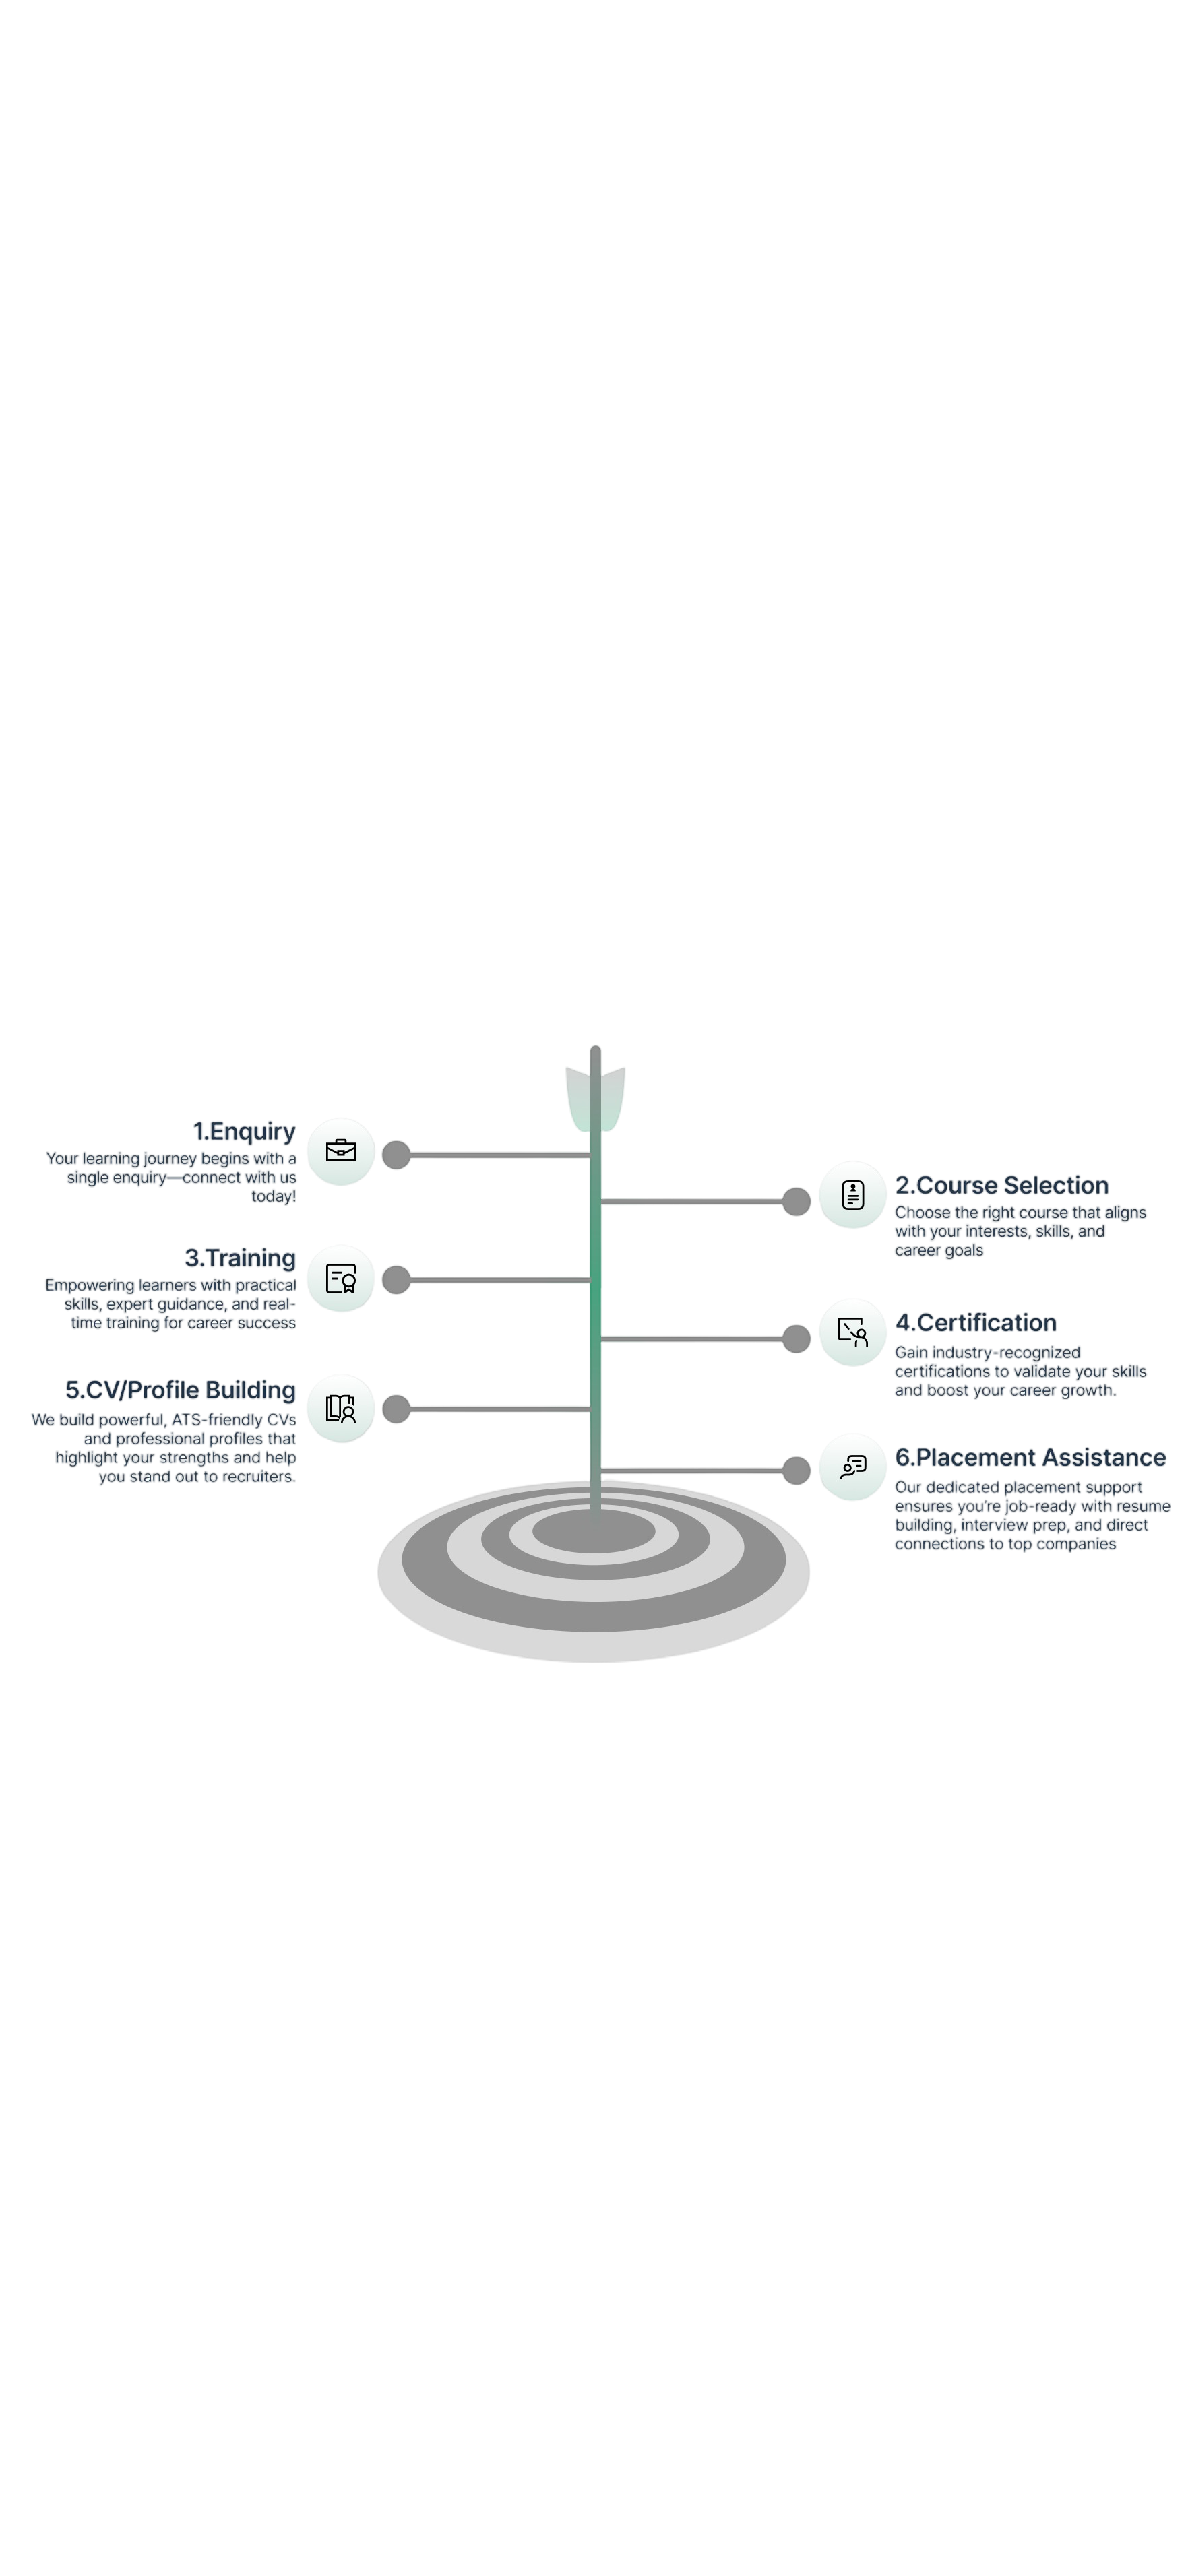 1.Enquiry
Your learning journey begins with a
single enquiry—connect with us
today!
2.Course Selection
Choose the right course that aligns
with your interests, skills, and
career goals
3.Training
Empowering learners with practical
skills, expert guidance, and real-
time training for career success
4.Certification
Gain industry-recognized
certifications to validate your skills
and boost your career growth.
5.CV/Profile Building
We build powerful, ATS-friendly CVs
and professional profiles that
highlight your strengths and help
you stand out to recruiters.
6.Placement Assistance
Our dedicated placement support
ensures you're job-ready with resume
building, interview prep, and direct
connections to top companies